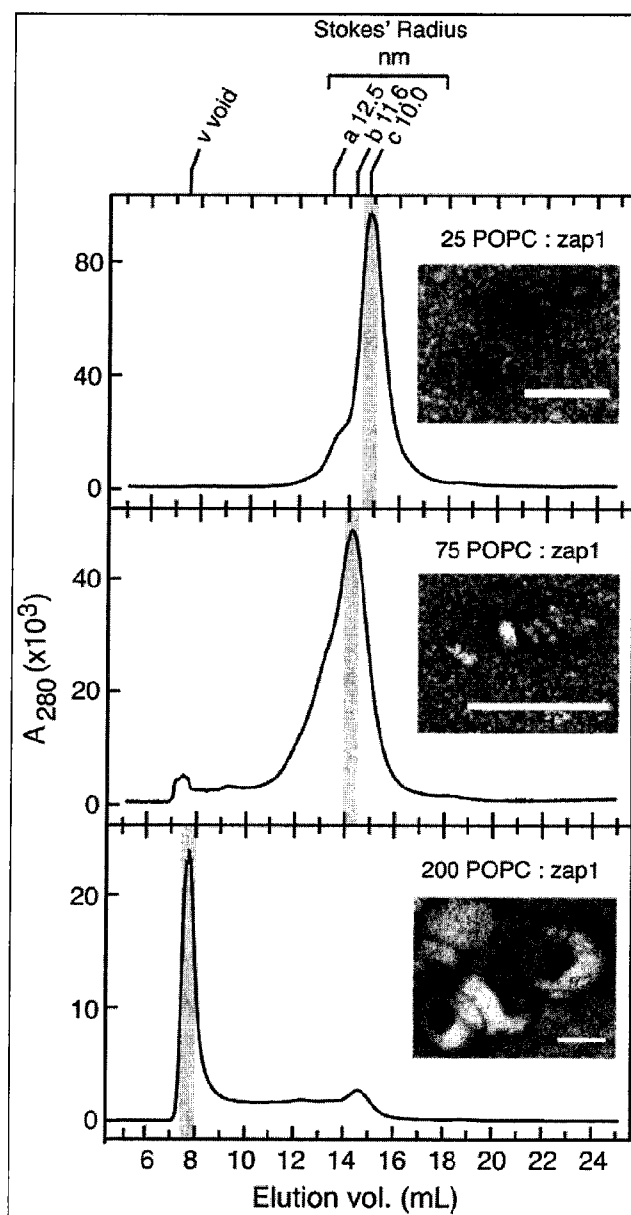 Stokes' Radius
nm
v void
a 12.5
b 11.6
c 10.0
25 POPC : zap1
80
40
0
75 POPC : zap1
40
20
0
A280 (x10³)
200 POPC : zap1
20
10
0
6 8 10 12 14 16 18 20 22 24
Elution vol. (mL)